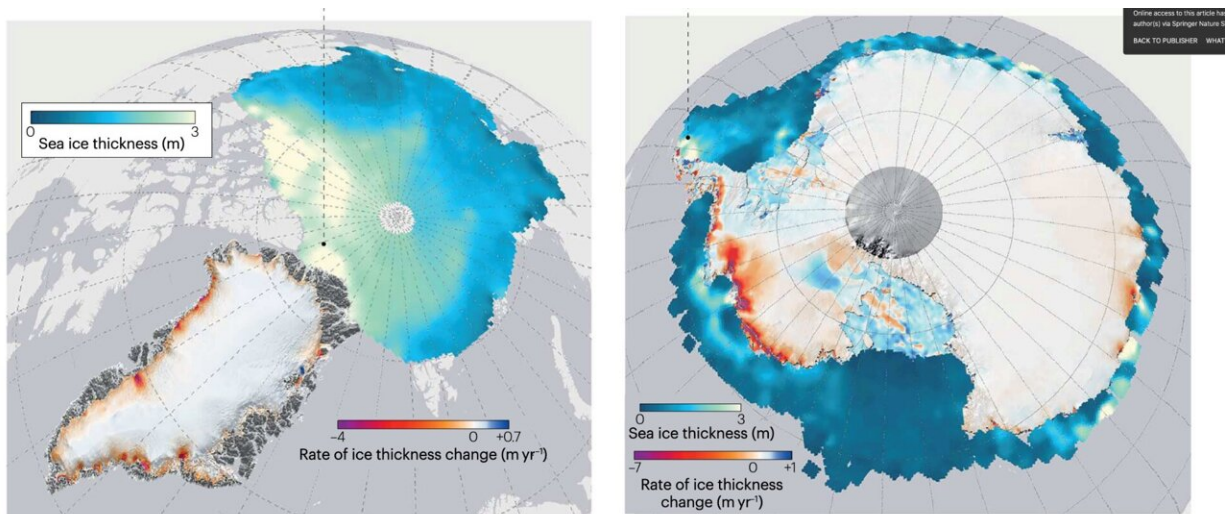 Online access to this article has
author(s) via Springer Nature S
BACK TO PUBLISHER WHAT
0 3
Sea ice thickness (m)
−4 0 +0.7
Rate of ice thickness change (m yr⁻¹)
0 3
Sea ice thickness (m)
−7 0 +1
Rate of ice thickness
change (m yr⁻¹)